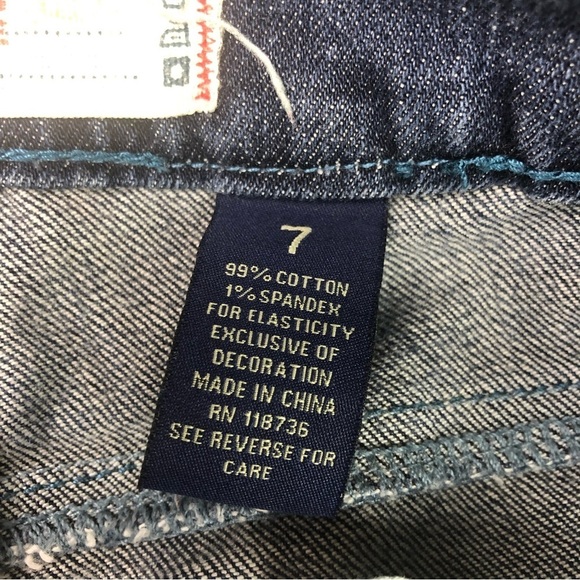 7
99% COTTON
1% SPANDEX
FOR ELASTICITY
EXCLUSIVE OF
DECORATION
MADE IN CHINA
RN 118736
SEE REVERSE FOR
CARE